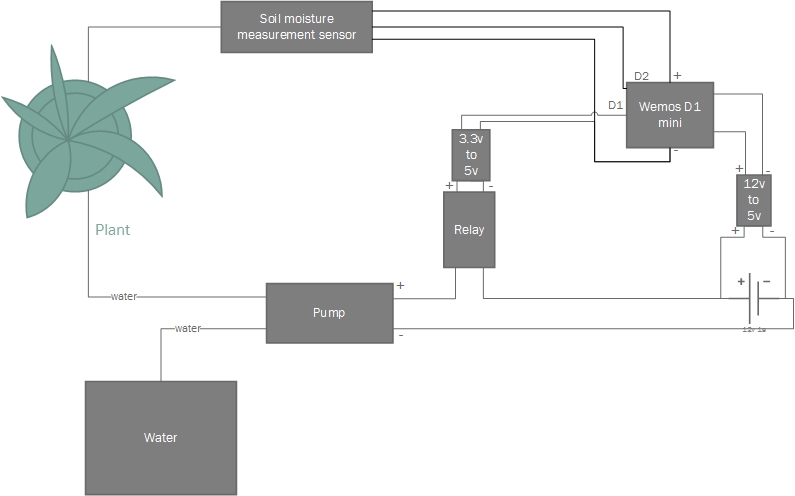 Soil moisture
measurement sensor
D2
+
D1
Wemos D1
mini
-
3.3v
to
5v
+
-
+
-
12v
to
5v
+
-
Plant
Relay
water
+
Pump
-
+
-
12v 1a
water
Water